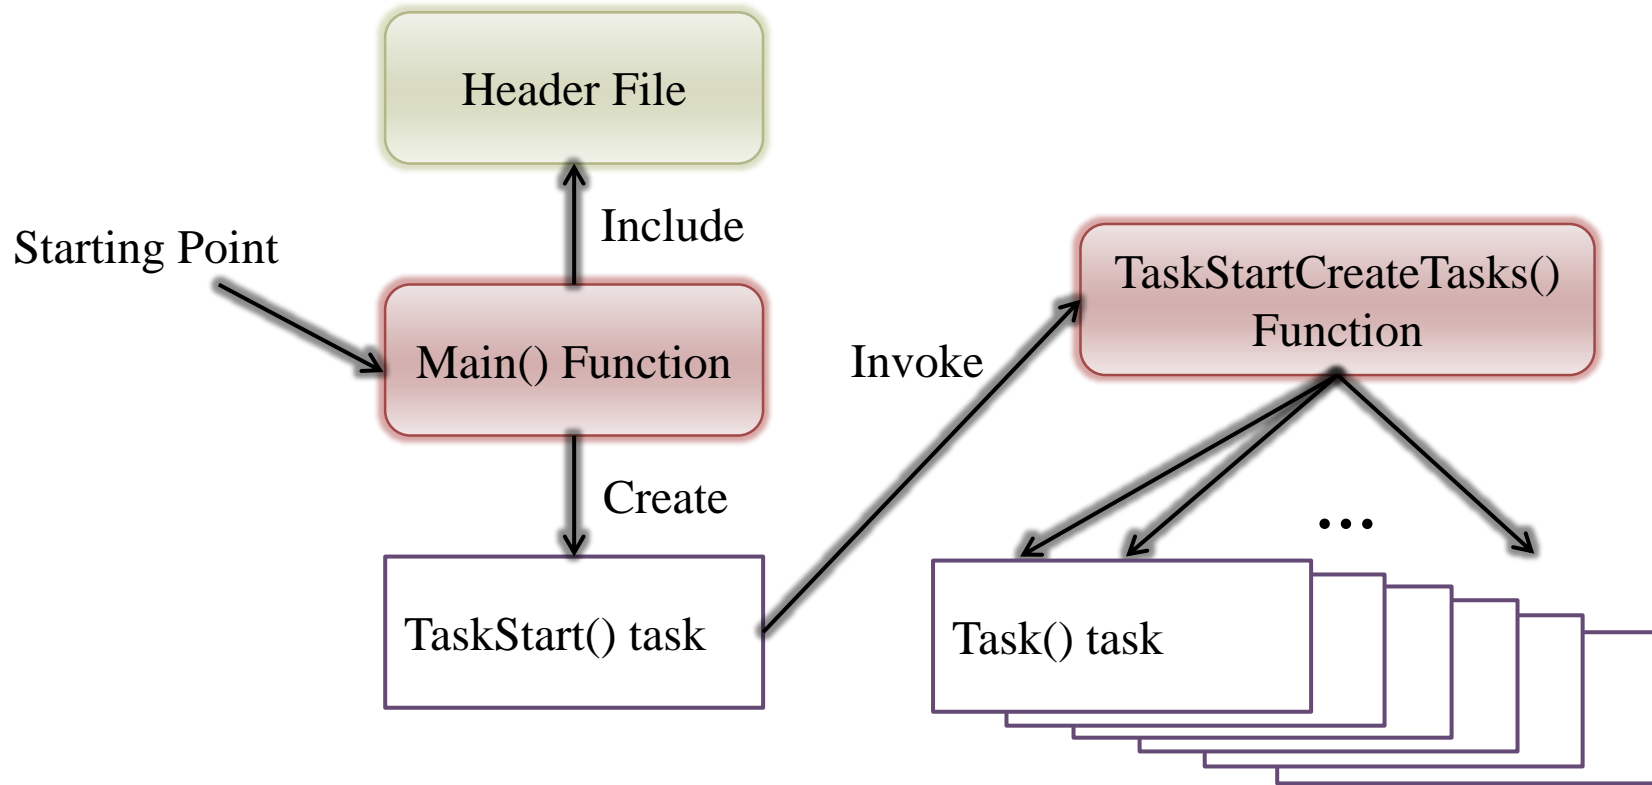 Header File
Include
Starting Point
Main() Function
Create
TaskStart() task
Invoke
TaskStartCreateTasks()
Function
...
Task() task